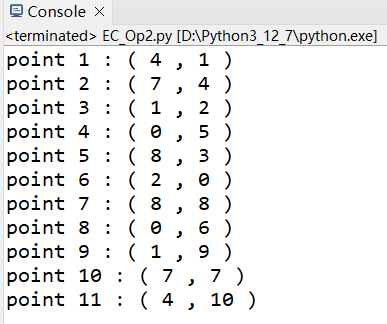 Console ×
<terminated> EC_Op2.py [D:\Python3_12_7\python.exe]
point 1 : ( 4 , 1 )
point 2 : ( 7 , 4 )
point 3 : ( 1 , 2 )
point 4 : ( 0 , 5 )
point 5 : ( 8 , 3 )
point 6 : ( 2 , 0 )
point 7 : ( 8 , 8 )
point 8 : ( 0 , 6 )
point 9 : ( 1 , 9 )
point 10 : ( 7 , 7 )
point 11 : ( 4 , 10 )